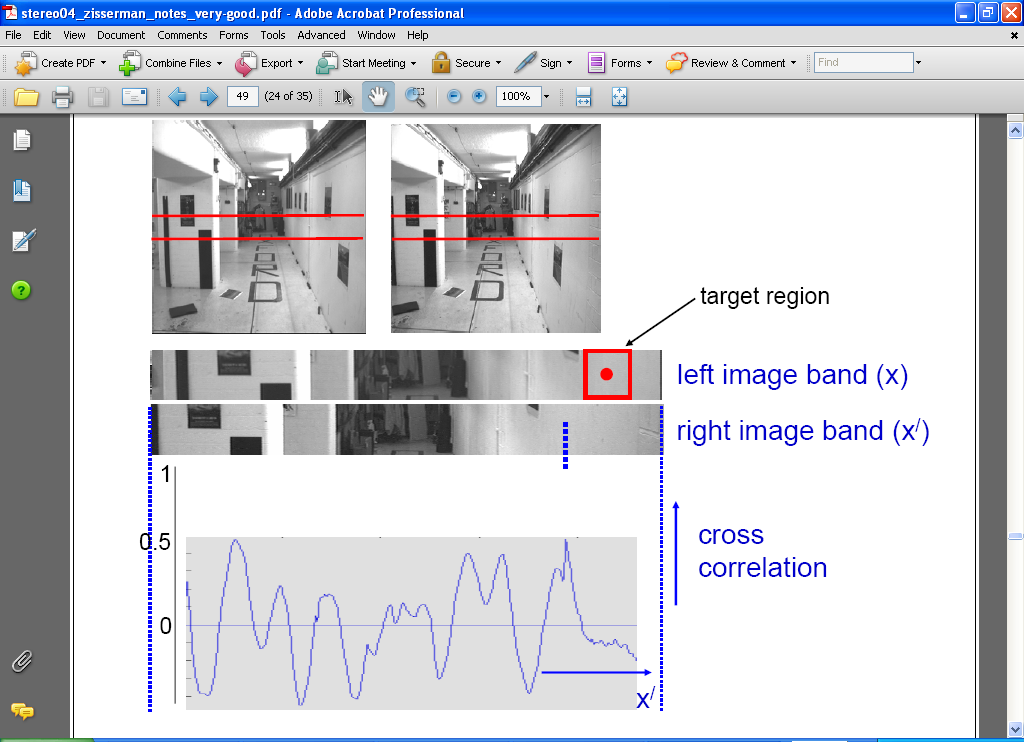 stereo04_zisserman_notes_very-good.pdf - Adobe Acrobat Professional
File Edit View Document Comments Forms Tools Advanced Window Help
Create PDF Combine Files Export Start Meeting Secure Sign Forms Review & Comment Find
49 (24 of 35) 100%
target region
left image band (x)
right image band (x/)
1
0.5
cross
correlation
0
x/